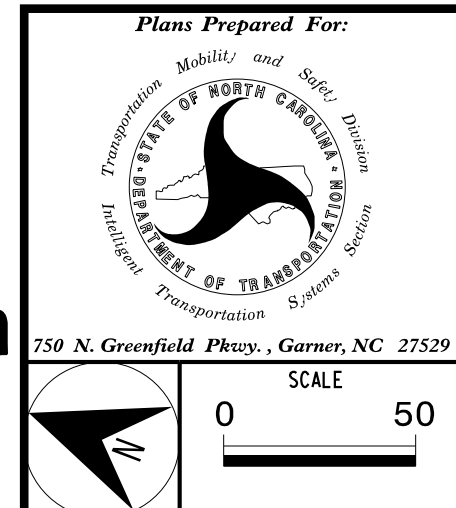 Plans Prepared For:
Transportation Mobility and Safety Division
STATE OF NORTH CAROLINA
DEPARTMENT OF TRANSPORTATION
Intelligent Transportation Systems Section
750 N. Greenfield Pkwy., Garner, NC 27529
SCALE
0 50
N